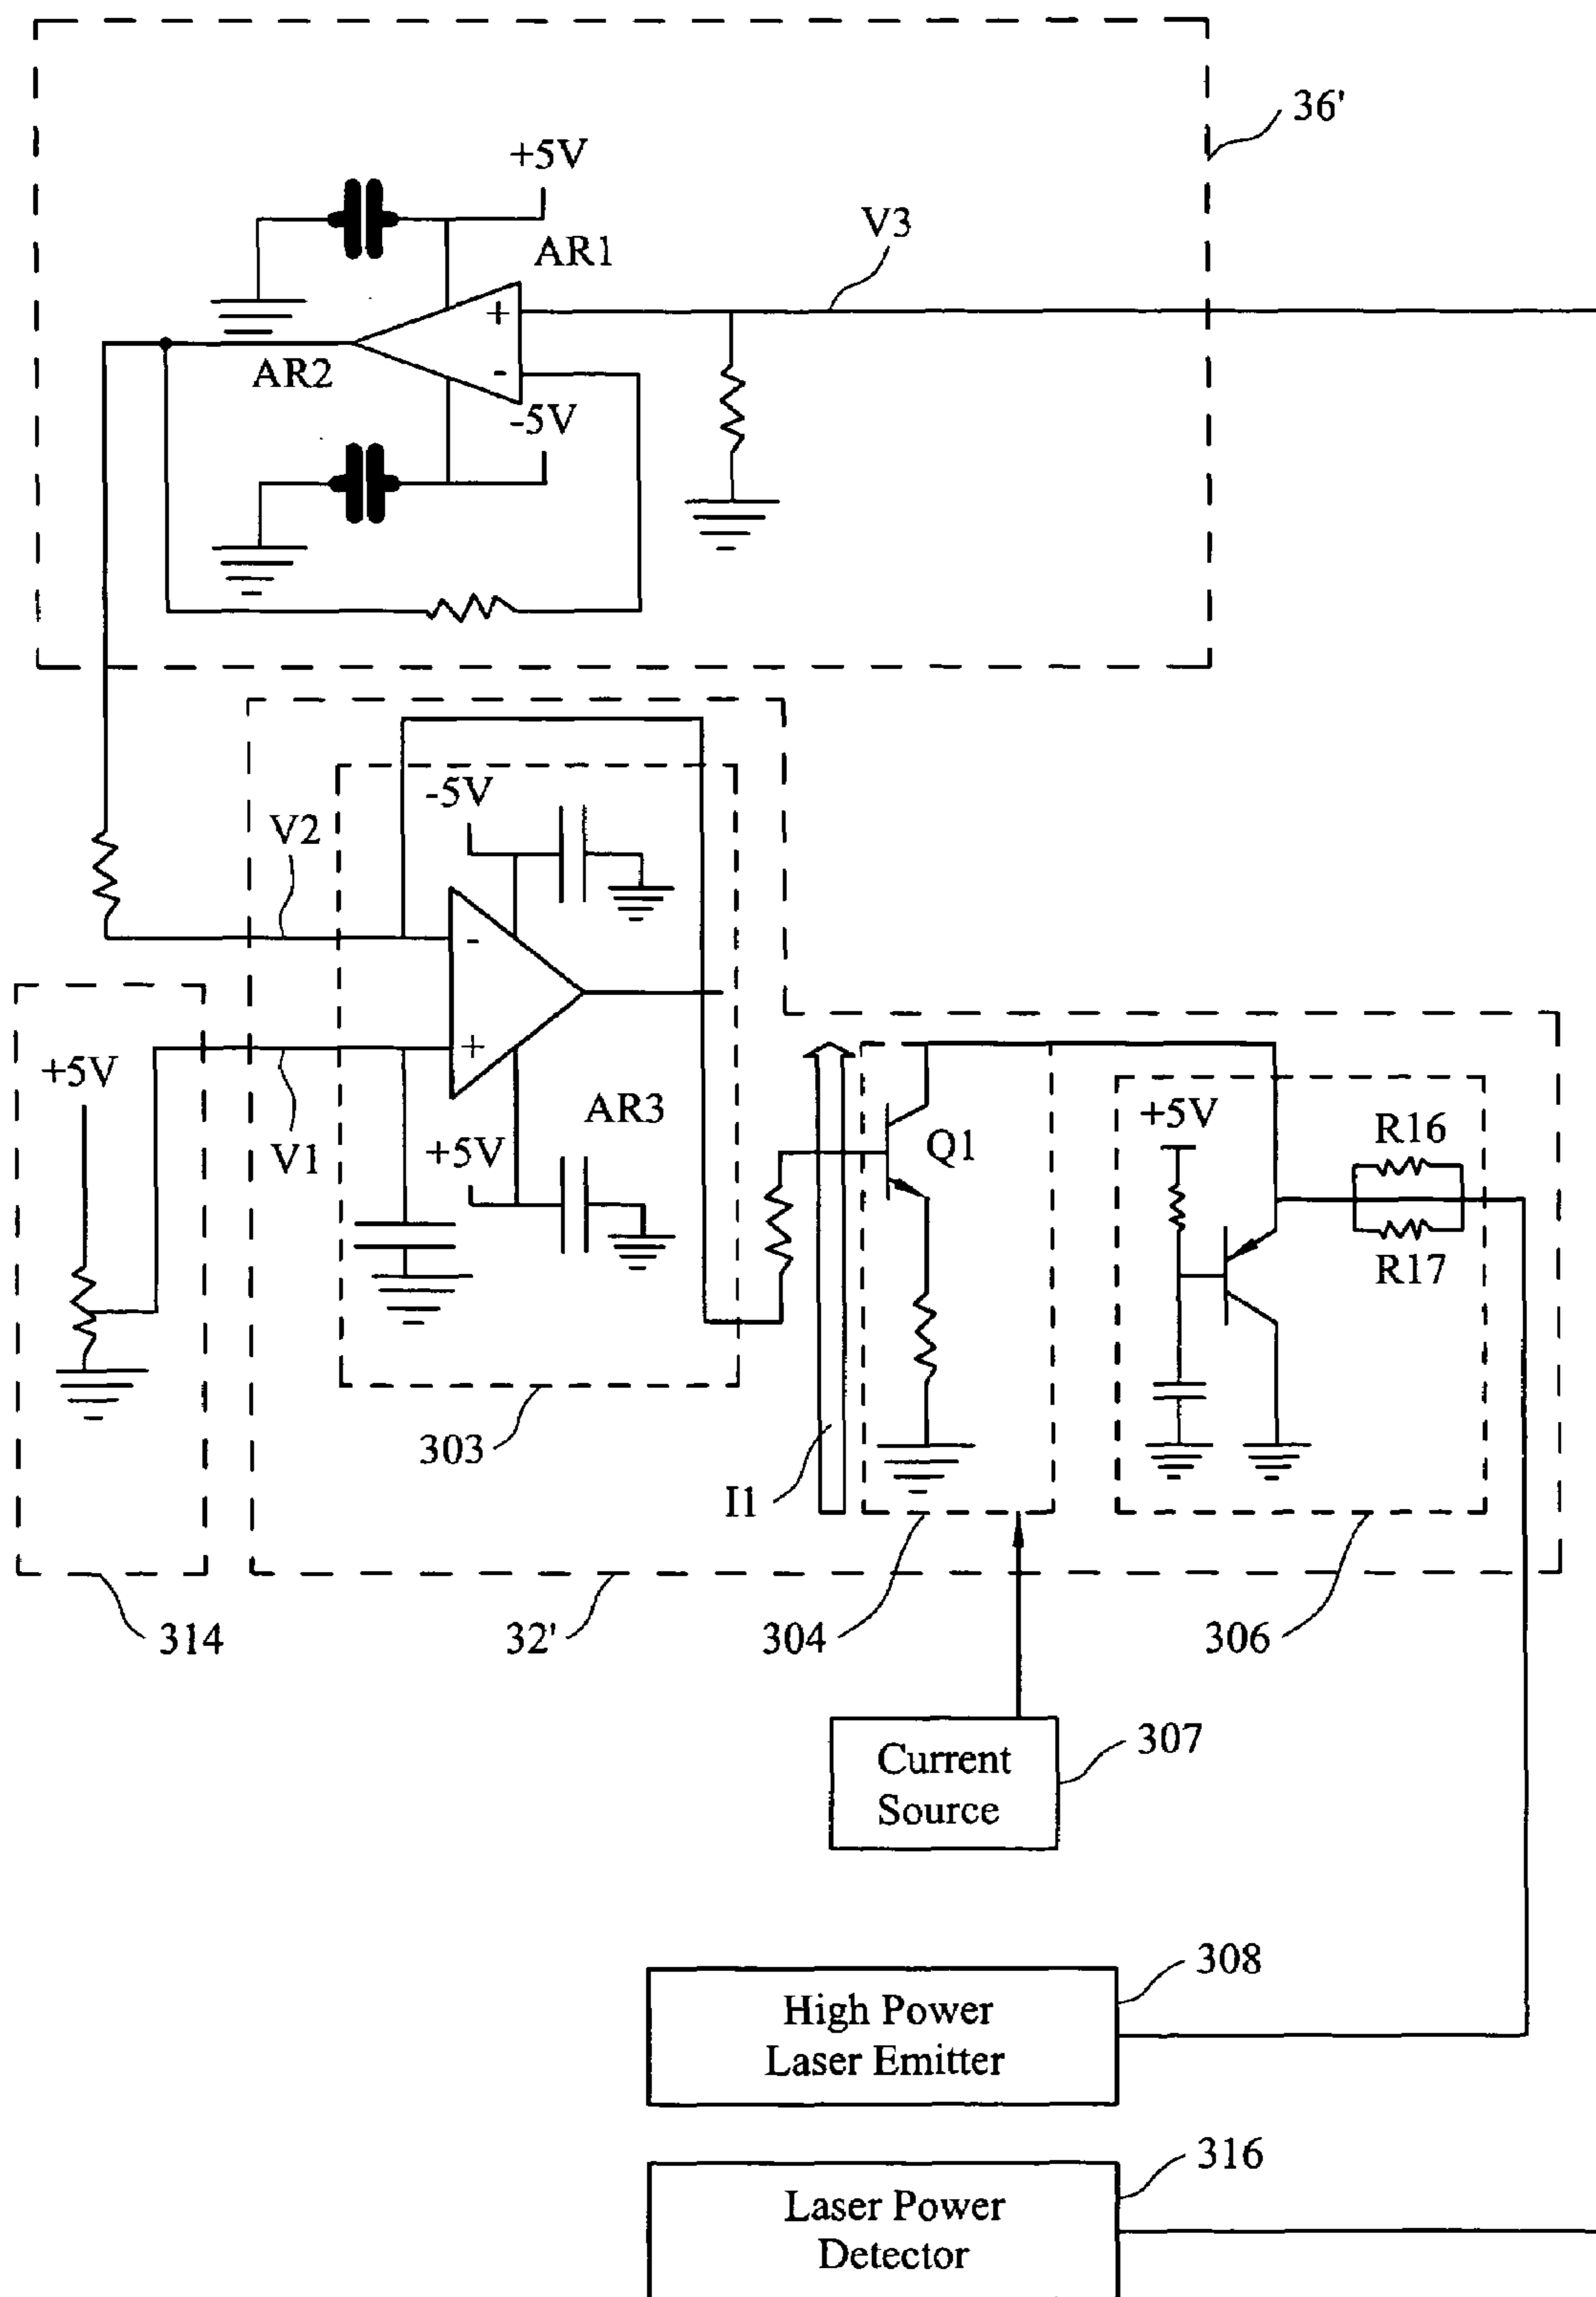 36'
+5V
AR1
V3
+
-
AR2
-5V
-5V
V2
-
+
+5V
V1
AR3
+5V
Q1
+5V
R16
R17
303
I1
314
32'
304
306
307
Current
Source
308
High Power
Laser Emitter
316
Laser Power
Detector